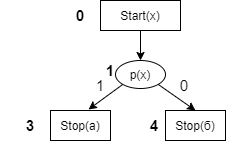 0 Start(x)
1 p(x)
1 0
3 Stop(а) 4 Stop(б)